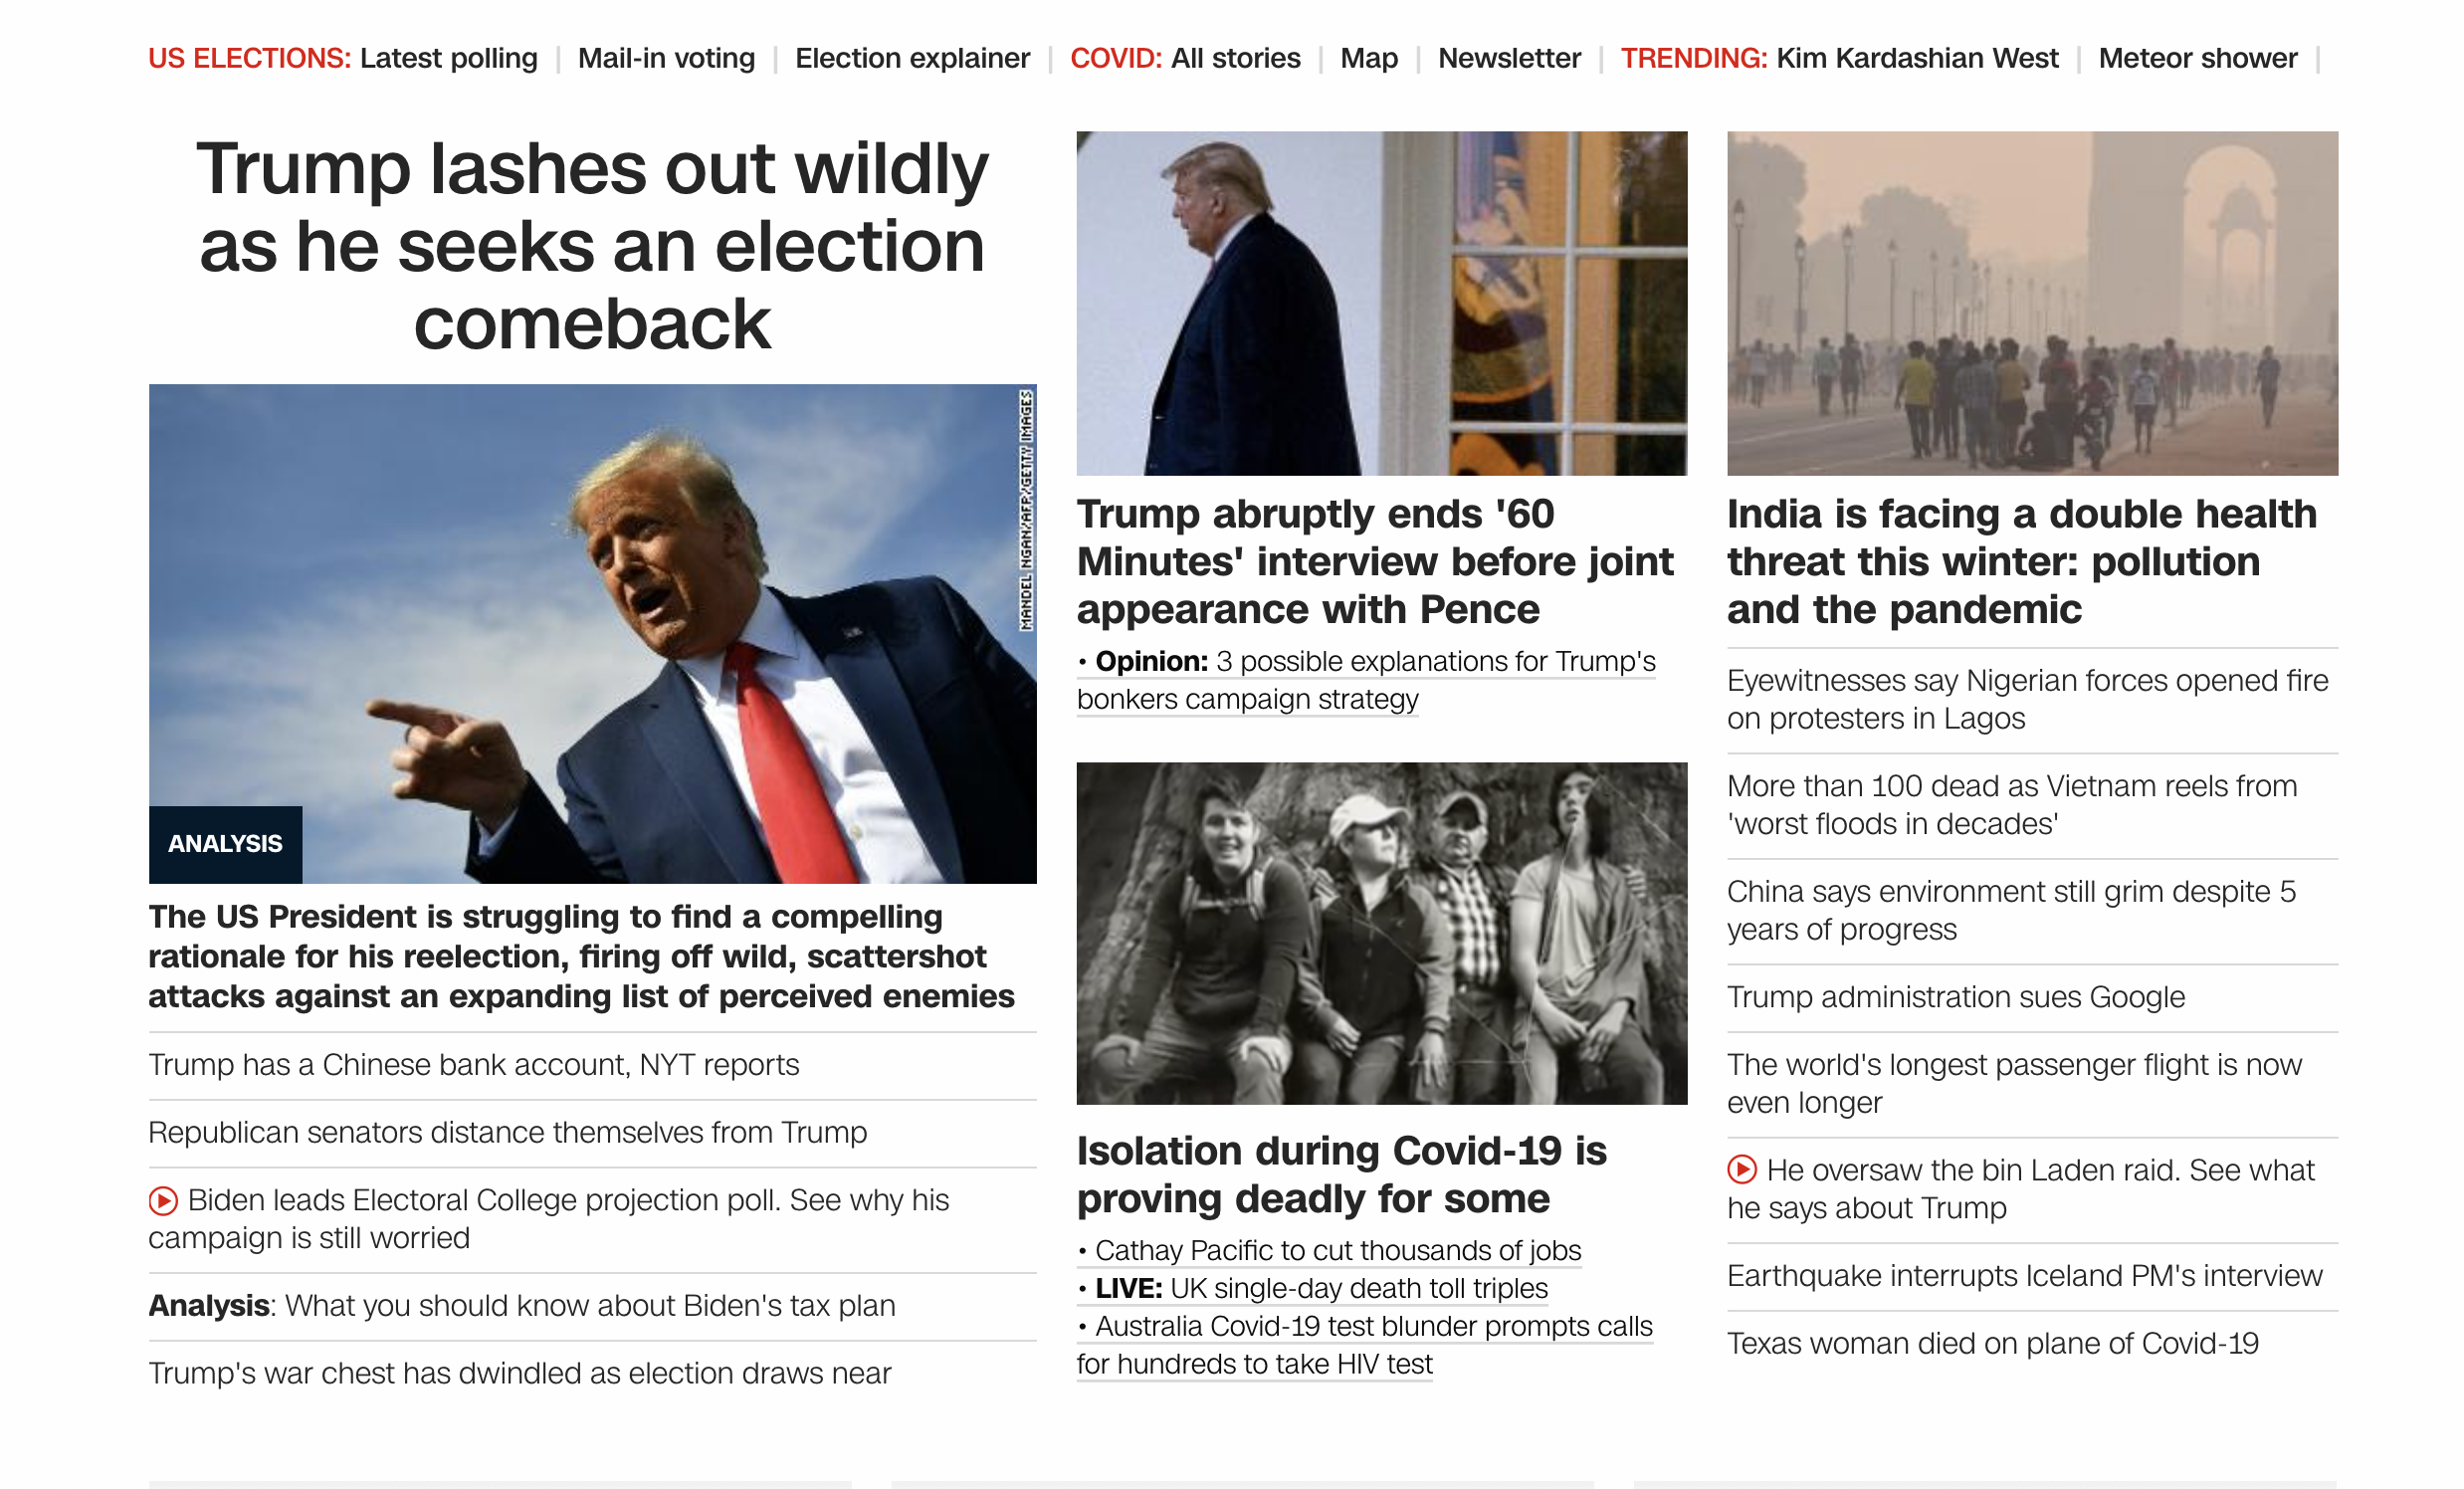 US ELECTIONS: Latest polling | Mail-in voting | Election explainer | COVID: All stories | Map | Newsletter | TRENDING: Kim Kardashian West | Meteor shower |
Trump lashes out wildly
as he seeks an election
comeback
MANDEL NGAN/AFP/GETTY IMAGES
ANALYSIS
The US President is struggling to find a compelling
rationale for his reelection, firing off wild, scattershot
attacks against an expanding list of perceived enemies
Trump has a Chinese bank account, NYT reports
Republican senators distance themselves from Trump
Biden leads Electoral College projection poll. See why his
campaign is still worried
Analysis: What you should know about Biden's tax plan
Trump's war chest has dwindled as election draws near
Trump abruptly ends '60
Minutes' interview before joint
appearance with Pence
• Opinion: 3 possible explanations for Trump's
bonkers campaign strategy
Isolation during Covid-19 is
proving deadly for some
• Cathay Pacific to cut thousands of jobs
• LIVE: UK single-day death toll triples
• Australia Covid-19 test blunder prompts calls
for hundreds to take HIV test
India is facing a double health
threat this winter: pollution
and the pandemic
Eyewitnesses say Nigerian forces opened fire
on protesters in Lagos
More than 100 dead as Vietnam reels from
'worst floods in decades'
China says environment still grim despite 5
years of progress
Trump administration sues Google
The world's longest passenger flight is now
even longer
He oversaw the bin Laden raid. See what
he says about Trump
Earthquake interrupts Iceland PM's interview
Texas woman died on plane of Covid-19